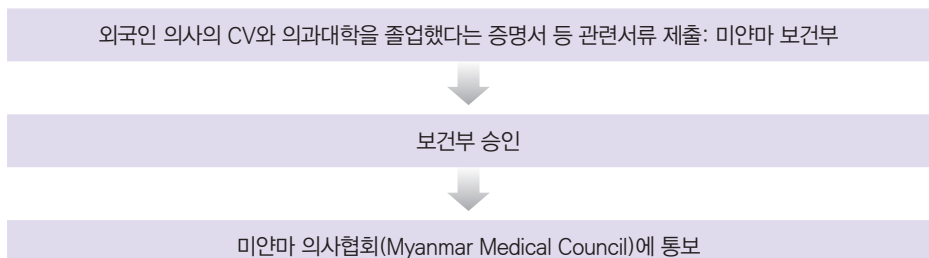 외국인 의사의 CV와 의과대학을 졸업했다는 증명서 등 관련서류 제출: 미얀마 보건부
보건부 승인
미얀마 의사협회(Myanmar Medical Council)에 통보